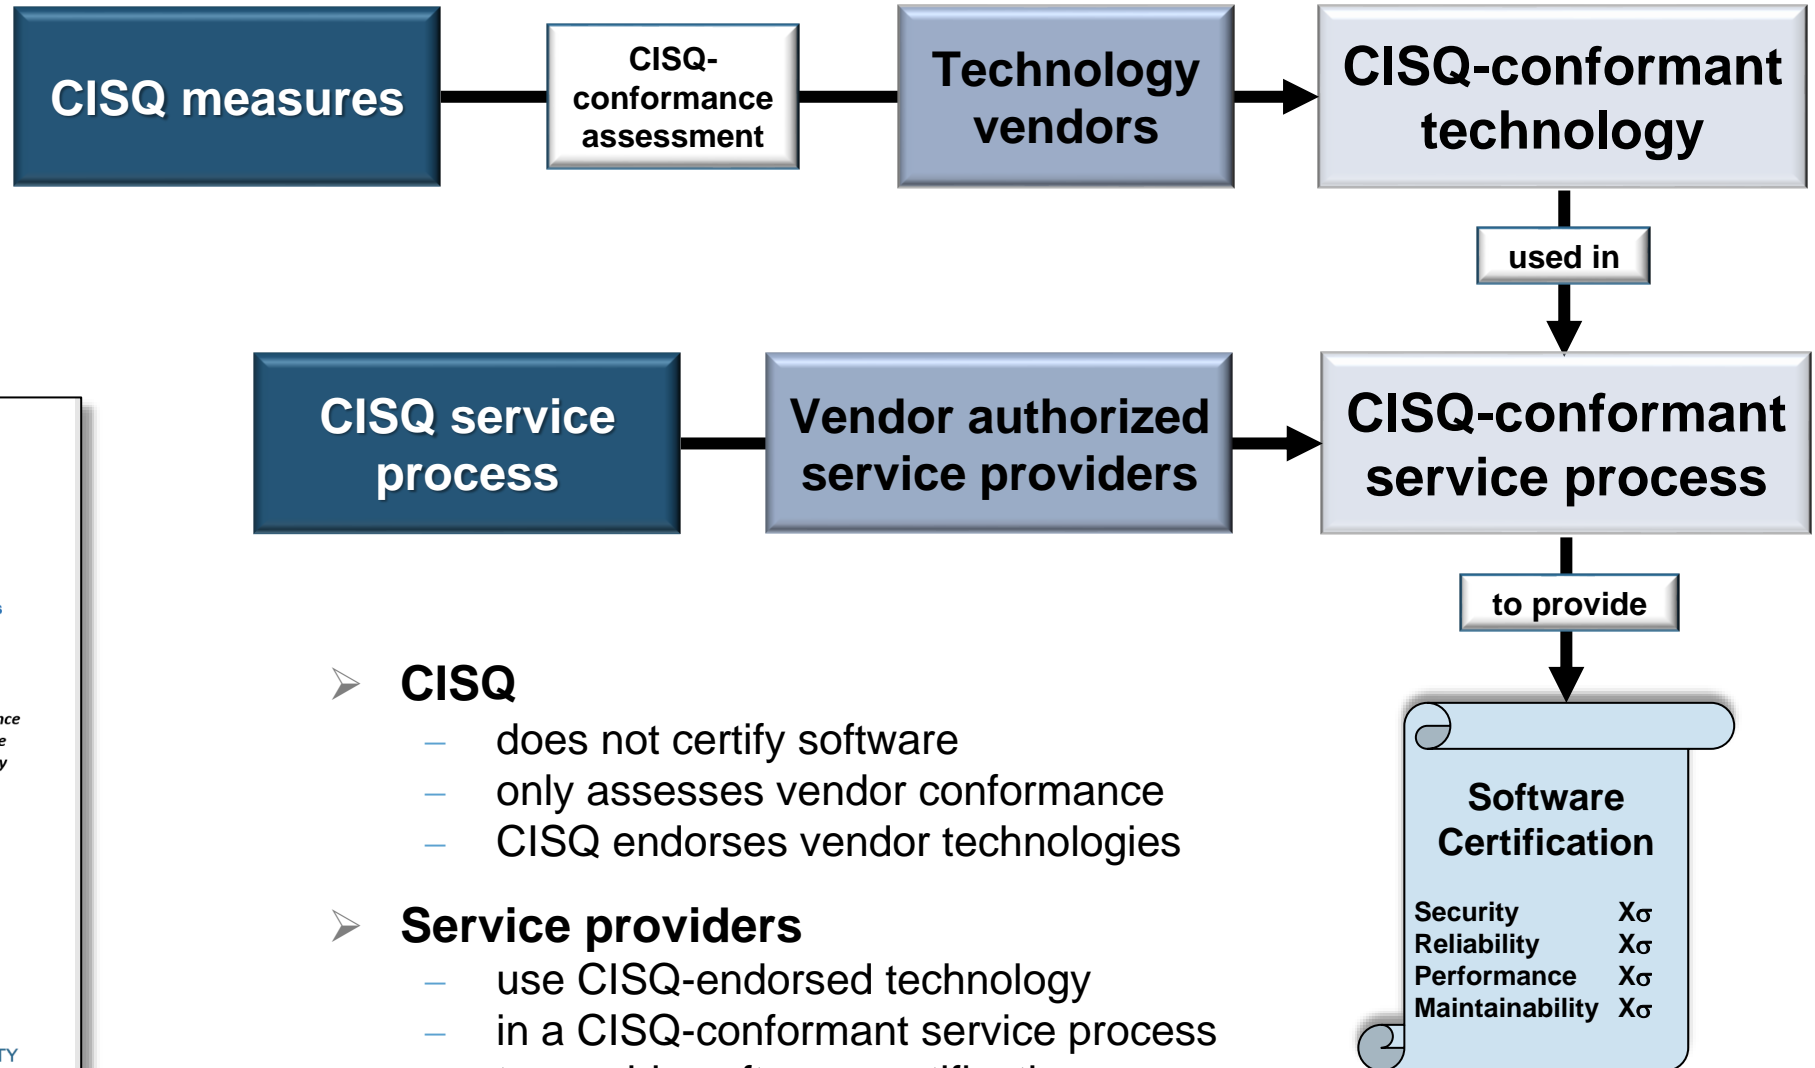 CISQ measures
CISQ-
conformance
assessment
Technology
vendors
CISQ-conformant
technology
used in
CISQ service
process
Vendor authorized
service providers
CISQ-conformant
service process
to provide
➢ CISQ
– does not certify software
– only assesses vendor conformance
– CISQ endorses vendor technologies
➢ Service providers
– use CISQ-endorsed technology
– in a CISQ-conformant service process
Software
Certification
Security Xσ
Reliability Xσ
Performance Xσ
Maintainability Xσ